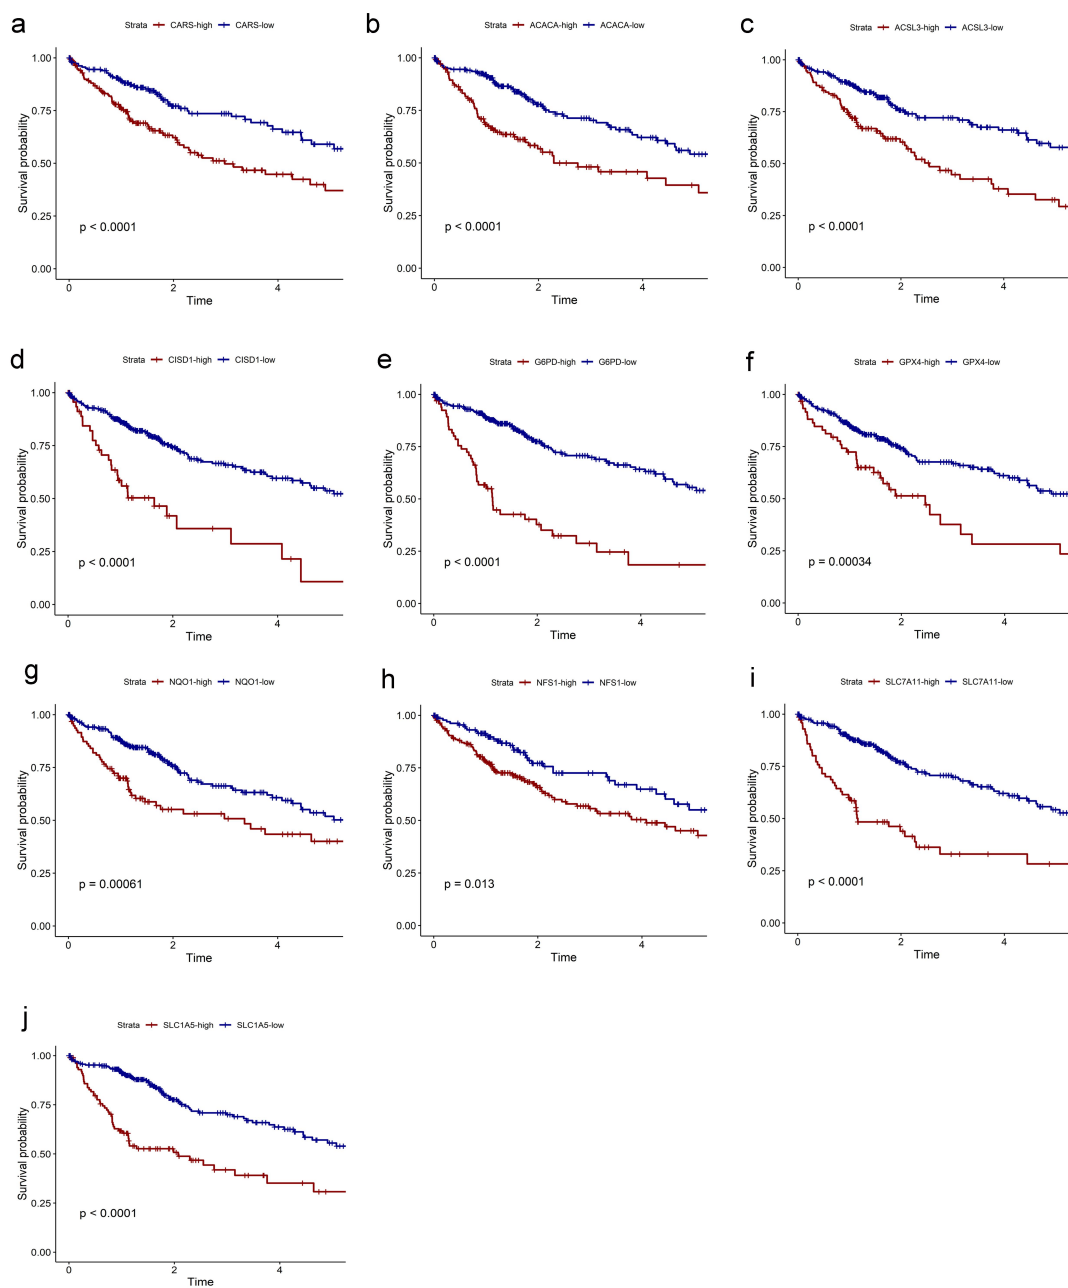 a
Strata CARS-high CARS-low
1.00
0.75
0.50
0.25
0.00
Survival probability
p < 0.0001
0 2 4
Time
b
Strata ACACA-high ACACA-low
1.00
0.75
0.50
0.25
0.00
Survival probability
p < 0.0001
0 2 4
Time
c
Strata ACSL3-high ACSL3-low
1.00
0.75
0.50
0.25
0.00
Survival probability
p < 0.0001
0 2 4
Time
d
Strata CISD1-high CISD1-low
1.00
0.75
0.50
0.25
0.00
Survival probability
p < 0.0001
0 2 4
Time
e
Strata G6PD-high G6PD-low
1.00
0.75
0.50
0.25
0.00
Survival probability
p < 0.0001
0 2 4
Time
f
Strata GPX4-high GPX4-low
1.00
0.75
0.50
0.25
0.00
Survival probability
p = 0.00034
0 2 4
Time
g
Strata NQO1-high NQO1-low
1.00
0.75
0.50
0.25
0.00
Survival probability
p = 0.00061
0 2 4
Time
h
Strata NFS1-high NFS1-low
1.00
0.75
0.50
0.25
0.00
Survival probability
p = 0.013
0 2 4
Time
i
Strata SLC7A11-high SLC7A11-low
1.00
0.75
0.50
0.25
0.00
Survival probability
p < 0.0001
0 2 4
Time
j
Strata SLC1A5-high SLC1A5-low
1.00
0.75
0.50
0.25
0.00
Survival probability
p < 0.0001
0 2 4
Time